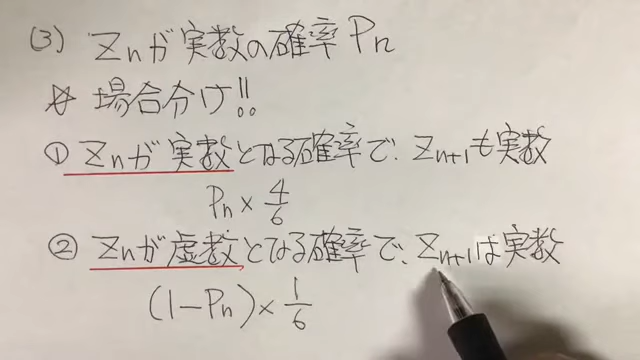 (3) Znが実数の確率Pn
☆ 場合分け!!
① Znが実数となる確率で、Zn+1も実数
Pn × 4/6
② Znが虚数となる確率で、Zn+1は実数
(1-Pn) × 1/6